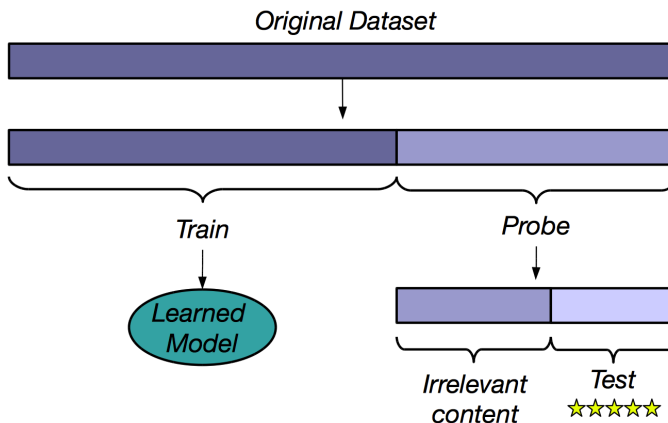 Original Dataset
Train
Probe
Learned
Model
Irrelevant
content
Test